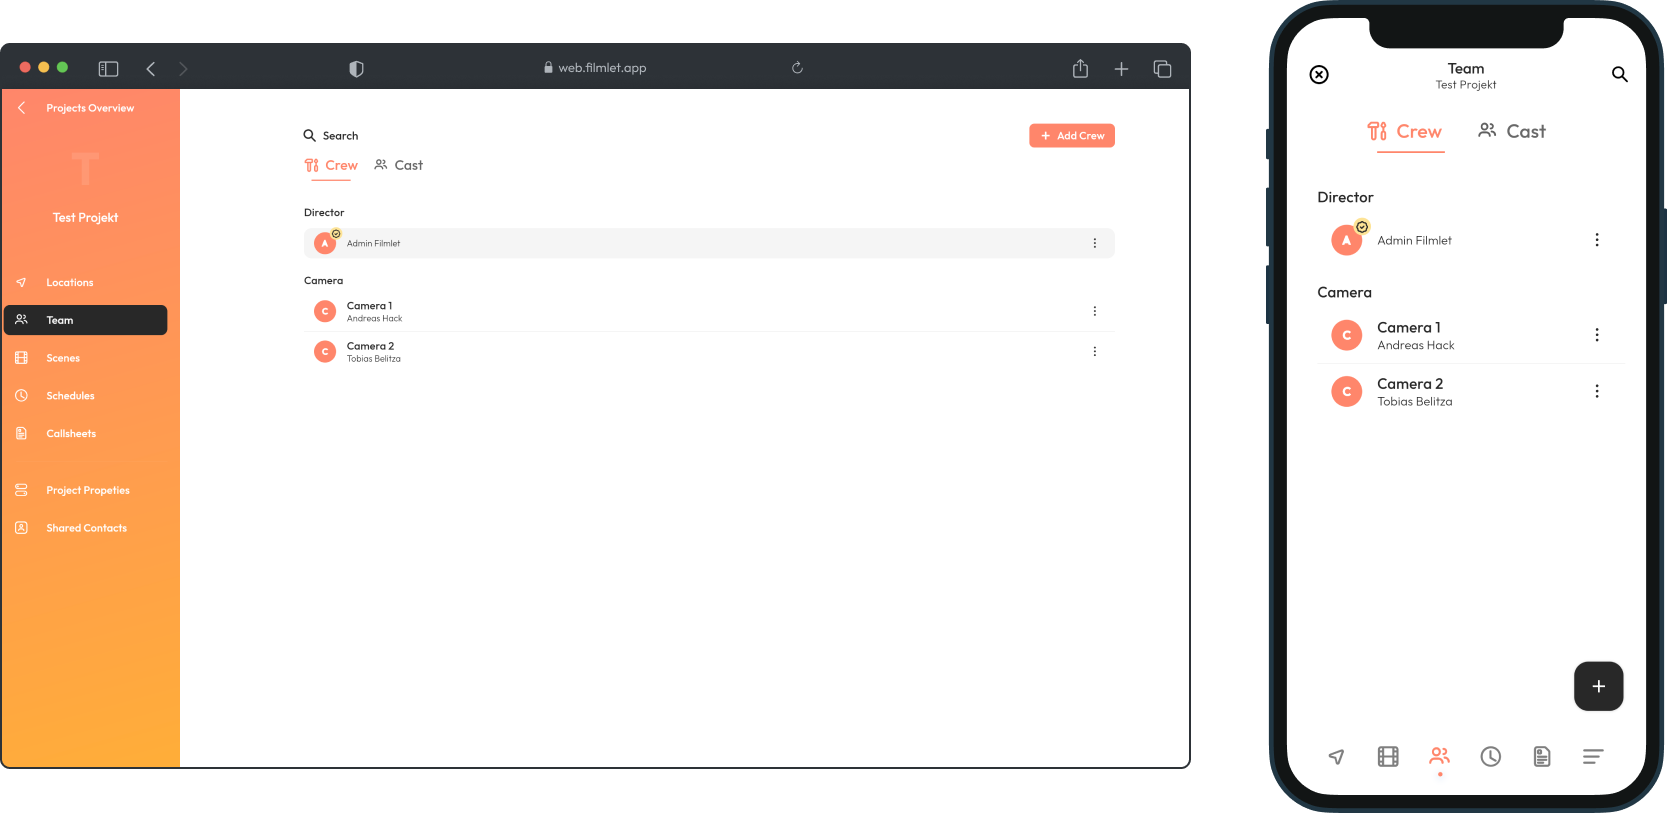 web.filmlet.app
Projects Overview
T
Test Projekt
Locations
Team
Scenes
Schedules
Callsheets
Project Propeties
Shared Contacts
Search
+ Add Crew
Crew
Cast
Director
A
Admin Filmlet
Camera
C
Camera 1
Andreas Hack
C
Camera 2
Tobias Belitza
Team
Test Projekt
Crew
Cast
Director
A
Admin Filmlet
Camera
C
Camera 1
Andreas Hack
C
Camera 2
Tobias Belitza
+